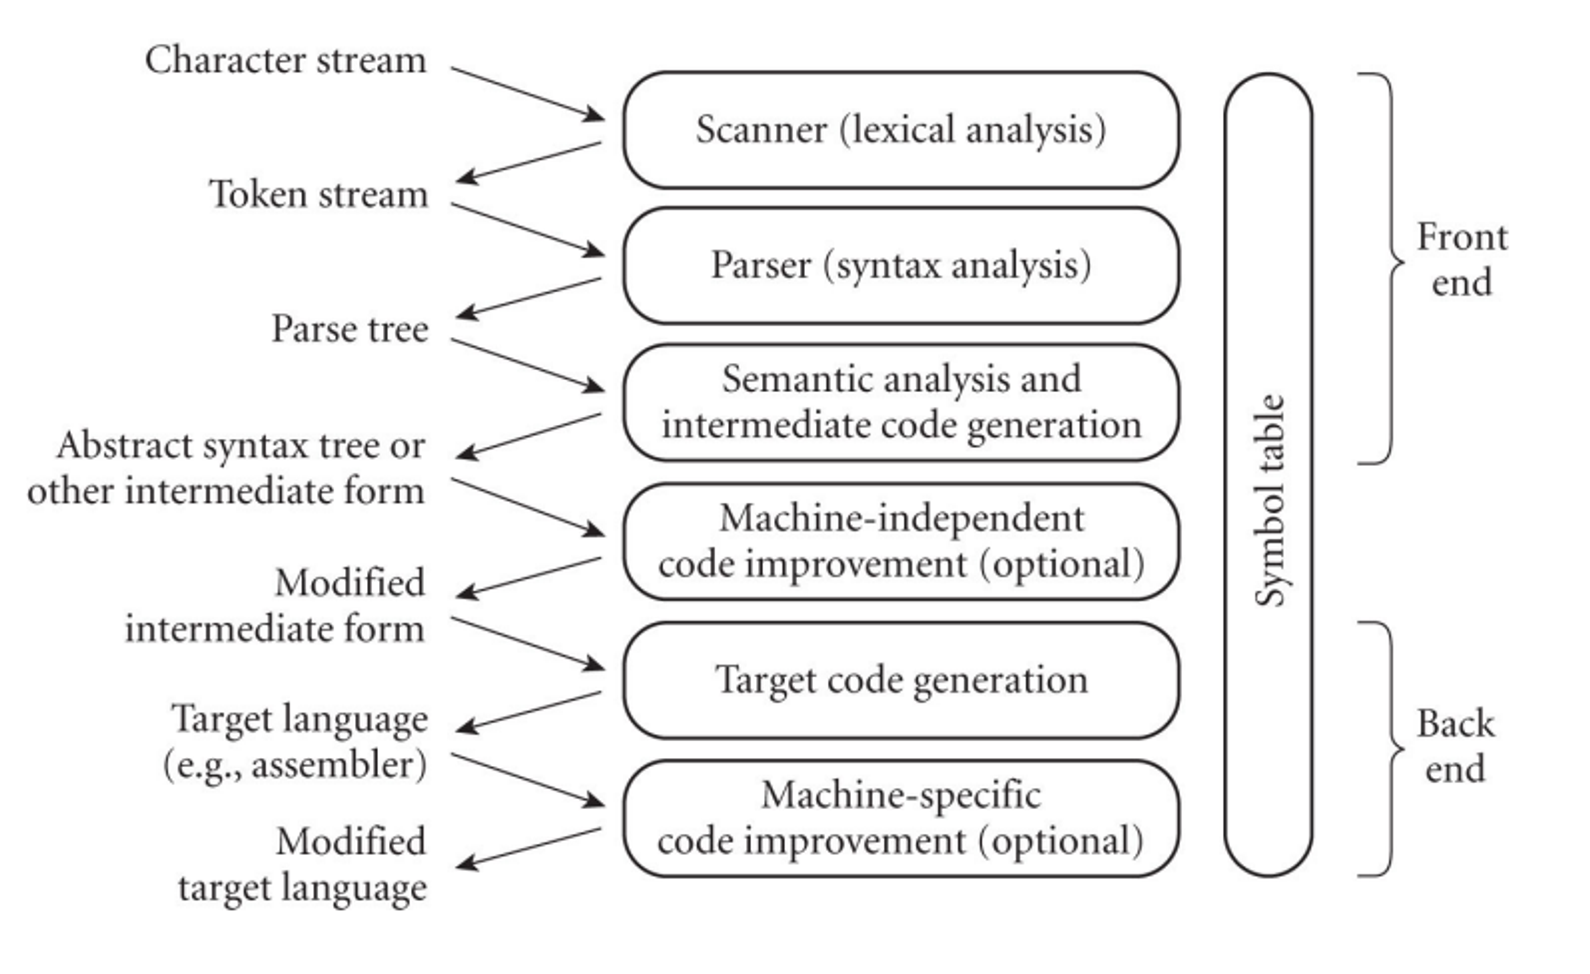 Character stream
Scanner (lexical analysis)
Token stream
Parser (syntax analysis)
Parse tree
Semantic analysis and
intermediate code generation
Abstract syntax tree or
other intermediate form
Machine-independent
code improvement (optional)
Modified
intermediate form
Target code generation
Target language
(e.g., assembler)
Machine-specific
code improvement (optional)
Modified
target language
Symbol table
Front
end
Back
end